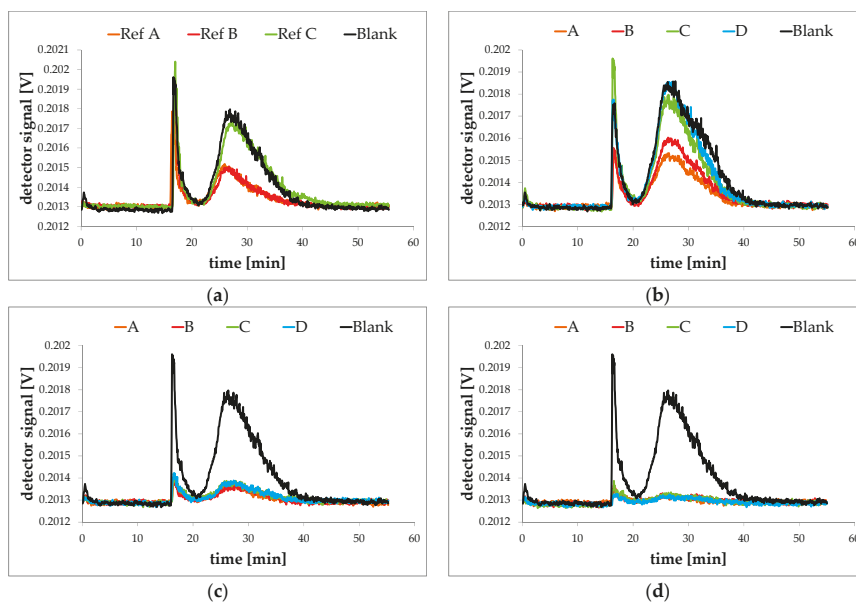 Ref A Ref B Ref C Blank
0.2021
0.202
0.2019
0.2018
0.2017
0.2016
0.2015
0.2014
0.2013
0.2012
detector signal [V]
0 10 20 30 40 50 60
time [min]
(a)
A B C D Blank
0.202
0.2019
0.2018
0.2017
0.2016
0.2015
0.2014
0.2013
0.2012
detector signal [V]
0 10 20 30 40 50 60
time [min]
(b)
A B C D Blank
0.202
0.2019
0.2018
0.2017
0.2016
0.2015
0.2014
0.2013
0.2012
detector signal [V]
0 10 20 30 40 50 60
time [min]
(c)
A B C D Blank
0.202
0.2019
0.2018
0.2017
0.2016
0.2015
0.2014
0.2013
0.2012
detector signal [V]
0 10 20 30 40 50 60
time [min]
(d)